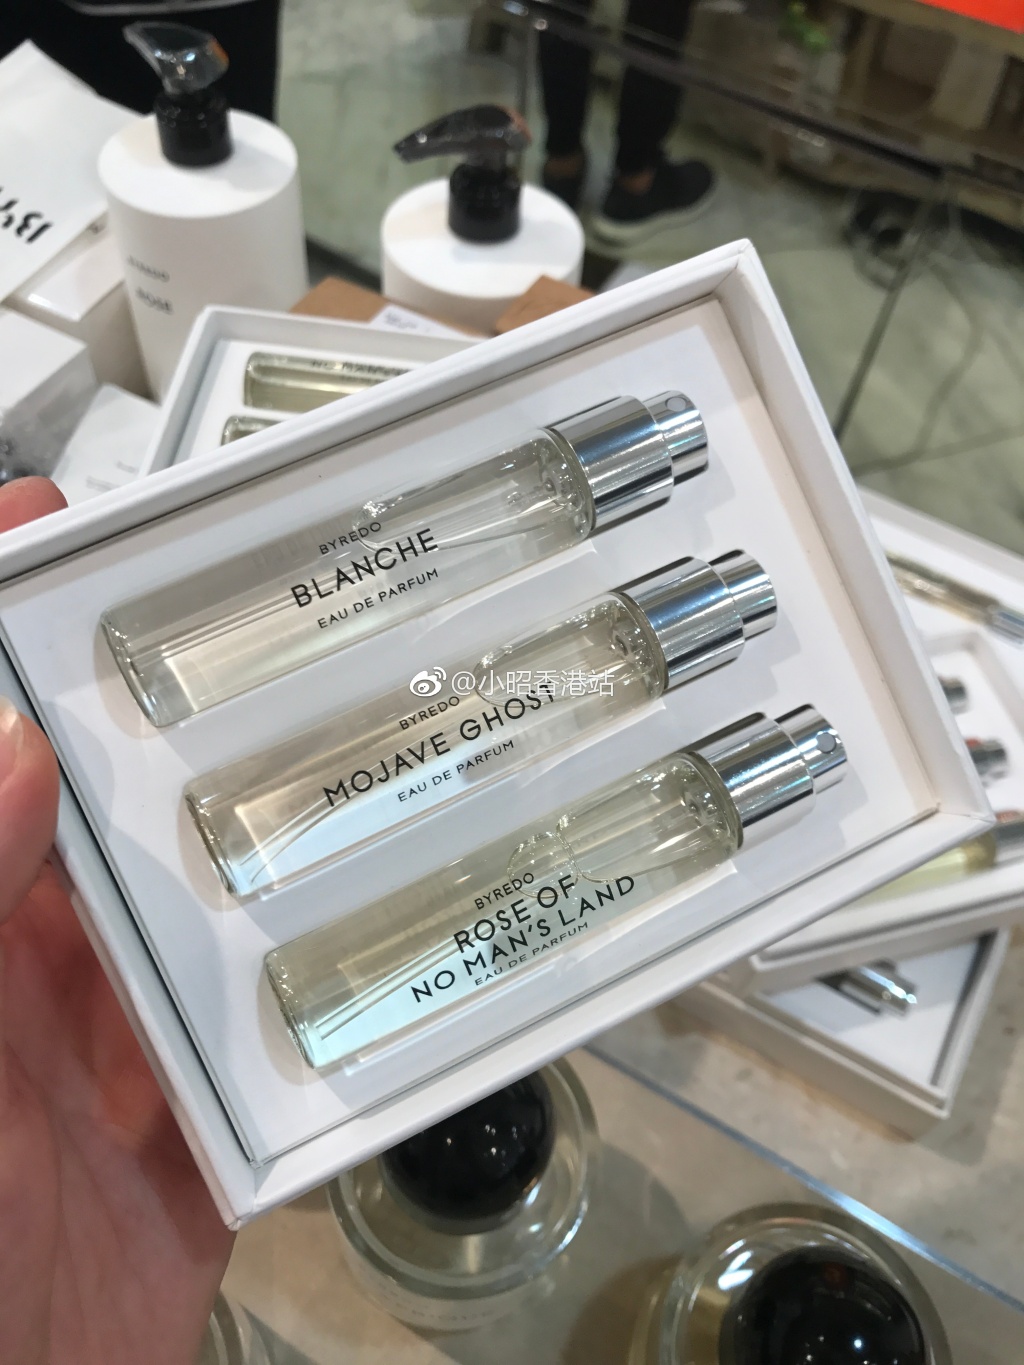 ROSE
BYREDO
BLANCHE
EAU DE PARFUM
@小昭香港站
BYREDO
MOJAVE GHOST
EAU DE PARFUM
BYREDO
ROSE OF
NO MAN'S LAND
EAU DE PARFUM